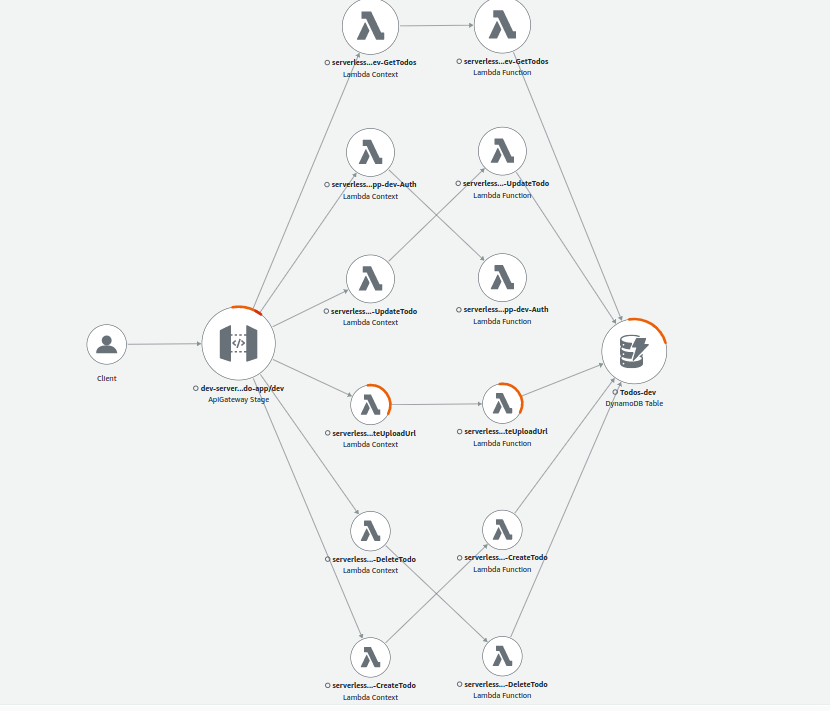 serverless...ev-GetTodos
Lambda Context
serverless...ev-GetTodos
Lambda Function
serverless...pp-dev-Auth
Lambda Context
serverless...-UpdateTodo
Lambda Function
serverless...-UpdateTodo
Lambda Context
serverless...pp-dev-Auth
Lambda Function
</>
Client
dev-server...do-app/dev
ApiGateway Stage
Todos-dev
DynamoDB Table
serverless...teUploadUrl
Lambda Context
serverless...teUploadUrl
Lambda Function
serverless...-DeleteTodo
Lambda Context
serverless...-CreateTodo
Lambda Function
serverless...-CreateTodo
Lambda Context
serverless...-DeleteTodo
Lambda Function